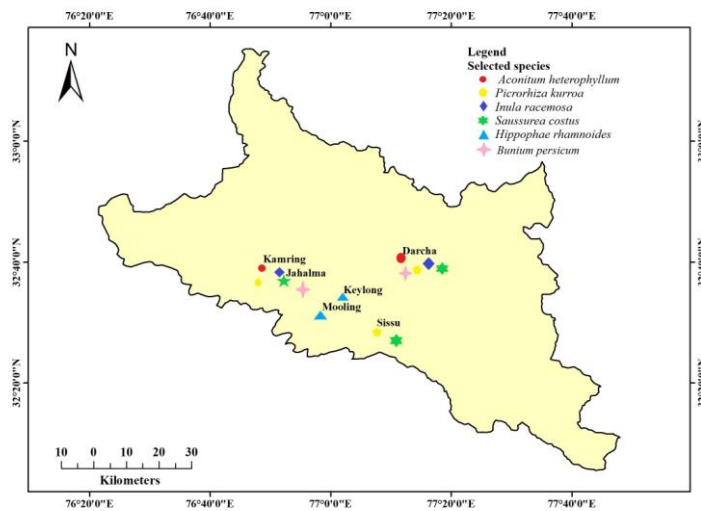 76°20'0"E 76°40'0"E 77°0'0"E 77°20'0"E 77°40'0"E
N
Legend
Selected species
Aconitum heterophyllum
Picrorhiza kurroa
Inula racemosa
Saussurea costus
Hippophae rhamnoides
Bunium persicum
33°0'0"N
32°40'0"N
32°20'0"N
Kamring
Jahalma
Darcha
Keylong
Mooling
Sissu
10 0 10 20 30
Kilometers
76°20'0"E 76°40'0"E 77°0'0"E 77°20'0"E 77°40'0"E